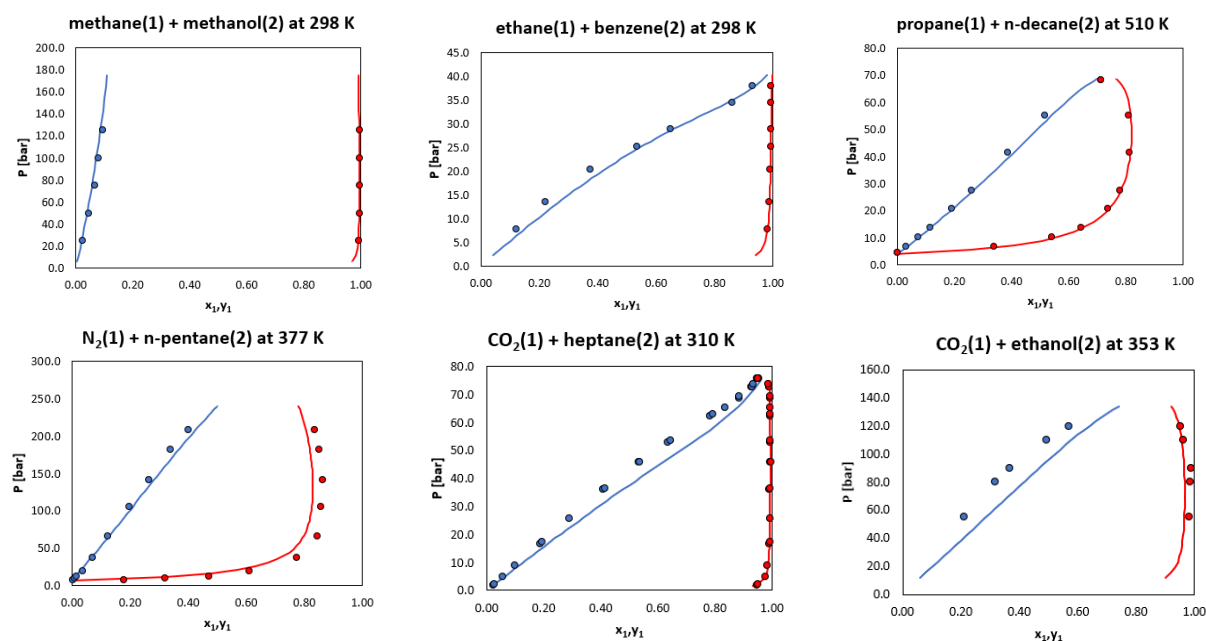 methane(1) + methanol(2) at 298 K
200.0
180.0
160.0
140.0
120.0
100.0
80.0
60.0
40.0
20.0
0.0
P [bar]
0.00 0.20 0.40 0.60 0.80 1.00
x₁,y₁
ethane(1) + benzene(2) at 298 K
45.0
40.0
35.0
30.0
25.0
20.0
15.0
10.0
5.0
0.0
P [bar]
0.00 0.20 0.40 0.60 0.80 1.00
x₁,y₁
propane(1) + n-decane(2) at 510 K
80.0
70.0
60.0
50.0
40.0
30.0
20.0
10.0
0.0
P [bar]
0.00 0.20 0.40 0.60 0.80 1.00
x₁,y₁
N₂(1) + n-pentane(2) at 377 K
300.0
250.0
200.0
150.0
100.0
50.0
0.0
P [bar]
0.00 0.20 0.40 0.60 0.80 1.00
x₁,y₁
CO₂(1) + heptane(2) at 310 K
80.0
70.0
60.0
50.0
40.0
30.0
20.0
10.0
0.0
P [bar]
0.00 0.20 0.40 0.60 0.80 1.00
x₁,y₁
CO₂(1) + ethanol(2) at 353 K
160.0
140.0
120.0
100.0
80.0
60.0
40.0
20.0
0.0
P [bar]
0.00 0.20 0.40 0.60 0.80 1.00
x₁,y₁